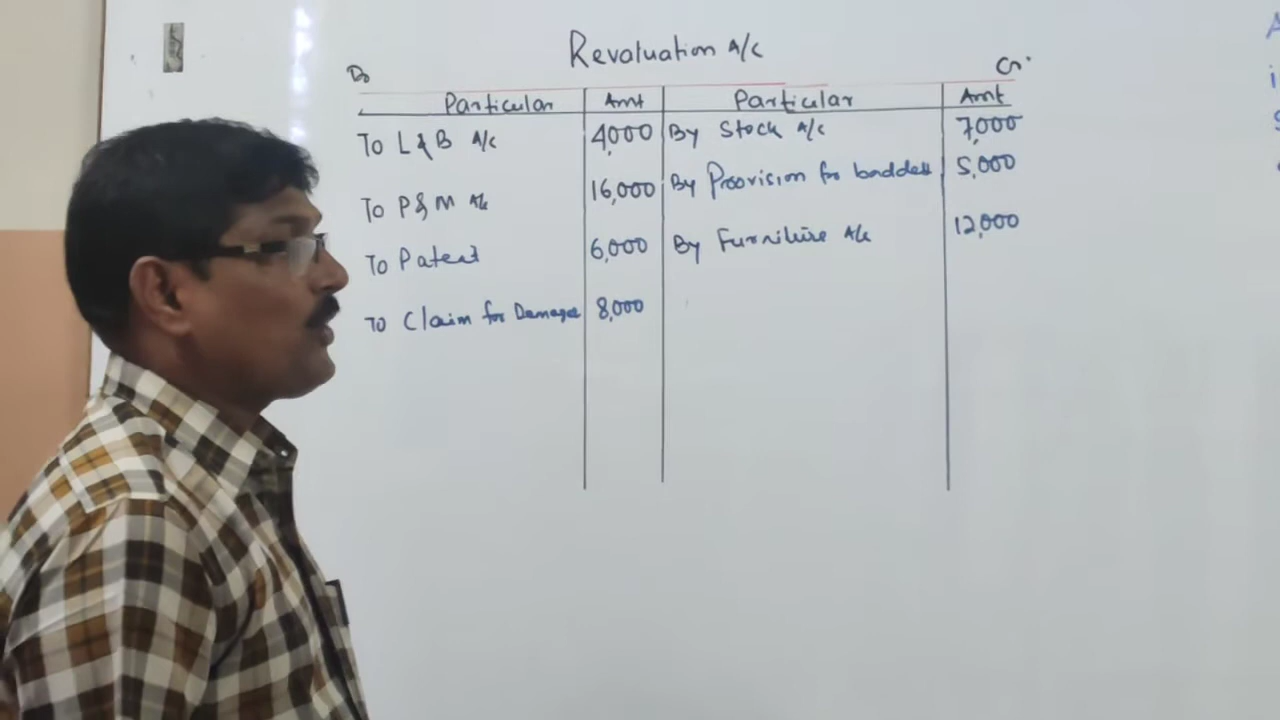 Revaluation A/c
Dr Cr.
Particular Amt Particular Amt
To L & B A/c 4,000 By Stock A/c 7,000
To P & M A/c 16,000 By Provision for baddebt 5,000
To Patent 6,000 By Furniture A/c 12,000
To Claim for Damages 8,000